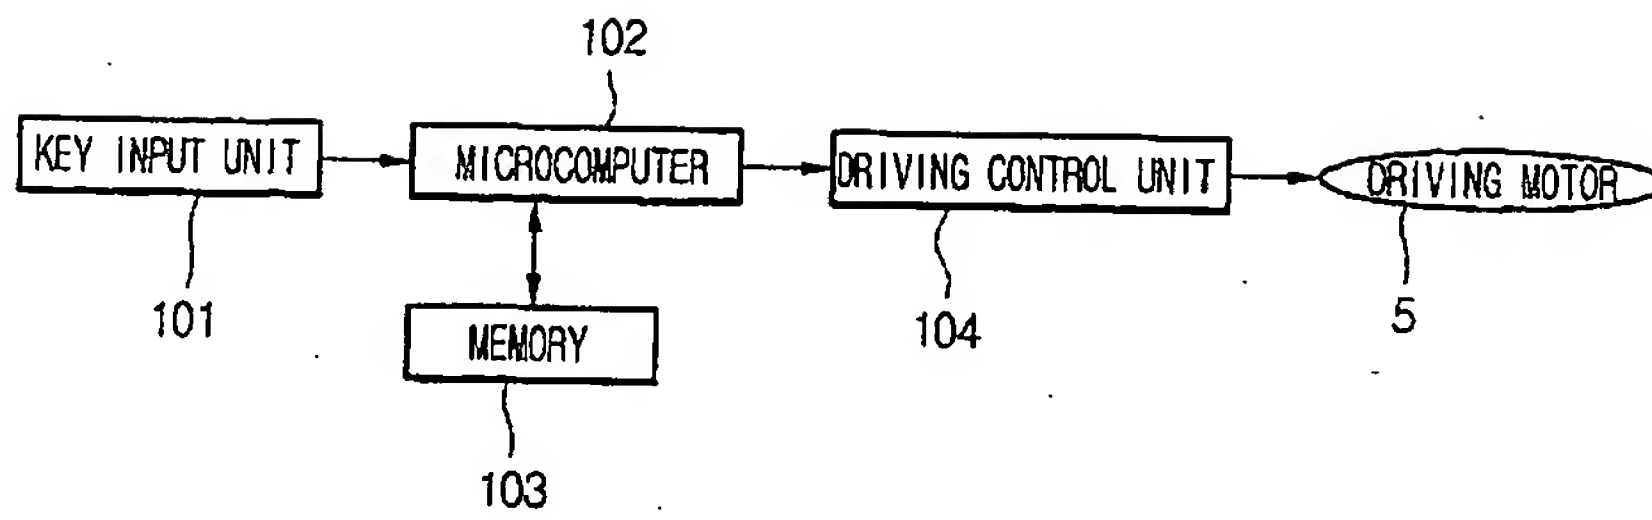 102
KEY INPUT UNIT
MICROCOMPUTER
DRIVING CONTROL UNIT
DRIVING MOTOR
101
104
5
MEMORY
103